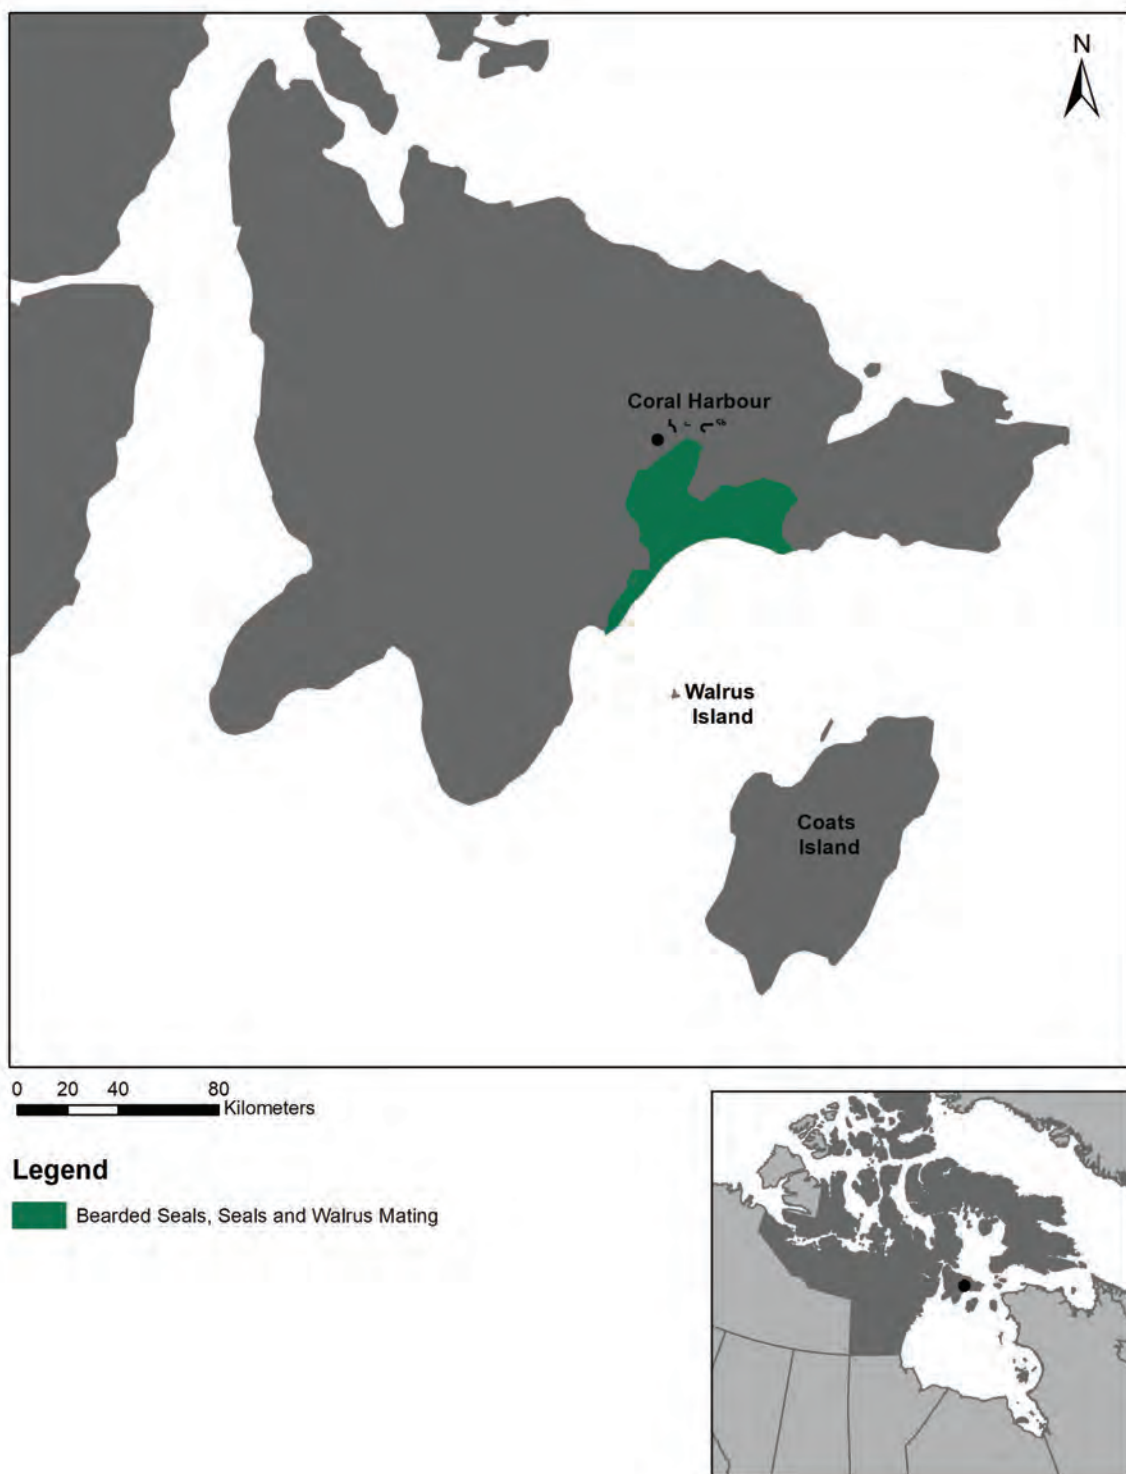 N
Coral Harbour
Walrus
Island
Coats
Island
0 20 40 80
Kilometers
Legend
Bearded Seals, Seals and Walrus Mating